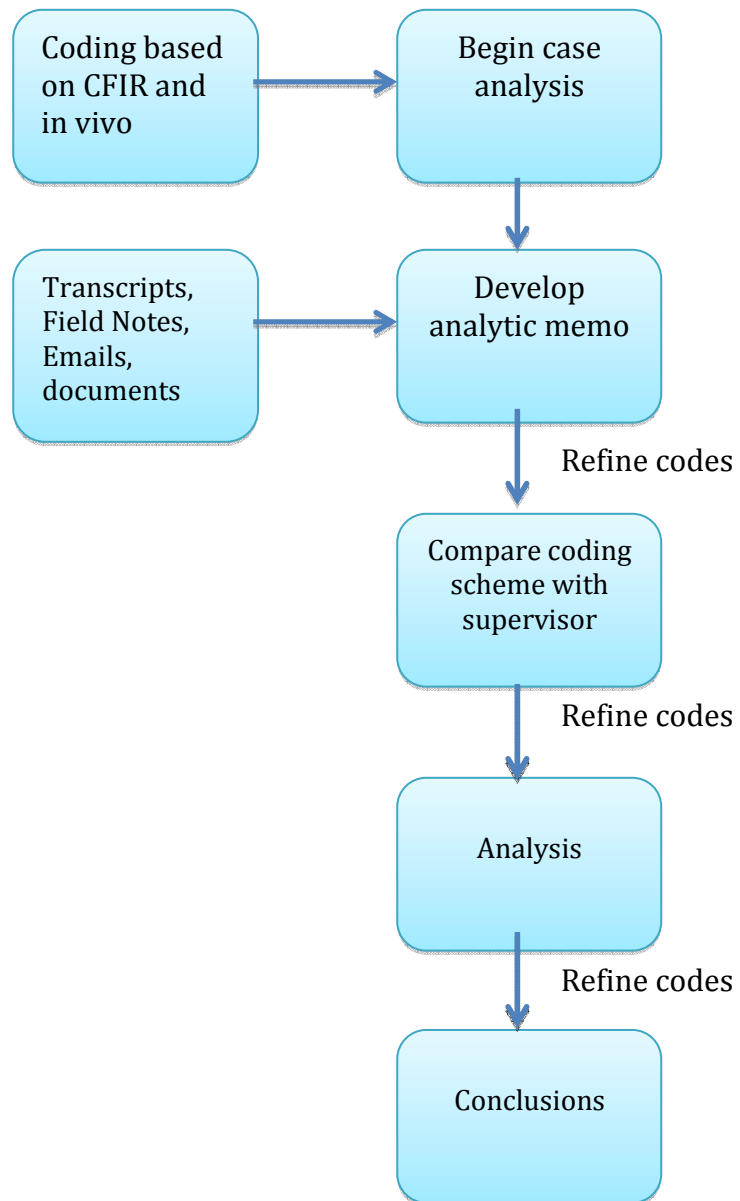 Coding based
on CFIR and
in vivo
Begin case
analysis
Transcripts,
Field Notes,
Emails,
documents
Develop
analytic memo
Refine codes
Compare coding
scheme with
supervisor
Refine codes
Analysis
Refine codes
Conclusions